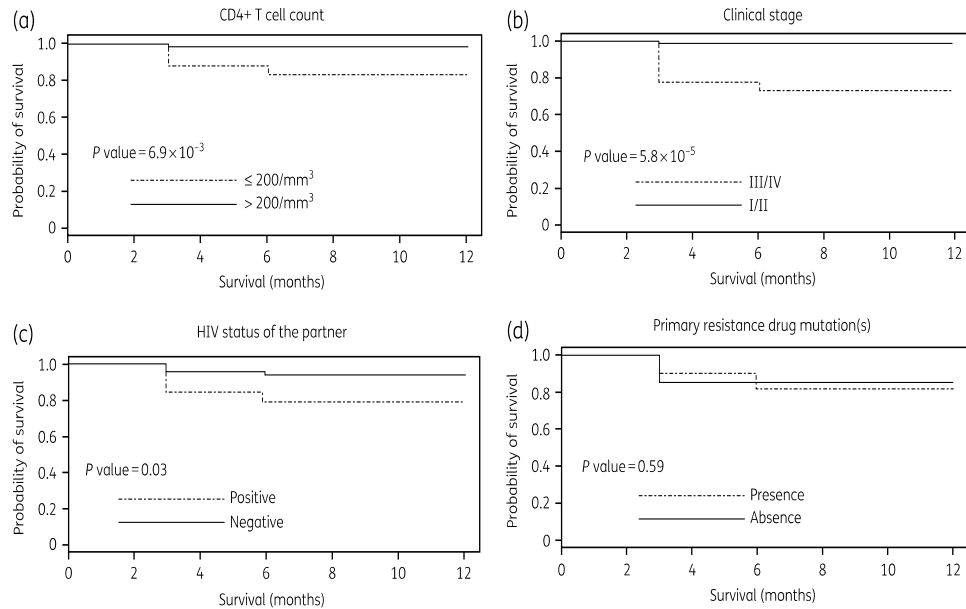 (a)
CD4+ T cell count
Probability of survival
1.0
0.8
0.6
0.4
0.2
0
P value = 6.9 × 10⁻³
≤ 200/mm³
> 200/mm³
0 2 4 6 8 10 12
Survival (months)
(b)
Clinical stage
Probability of survival
1.0
0.8
0.6
0.4
0.2
0
P value = 5.8 × 10⁻⁵
III/IV
I/II
0 2 4 6 8 10 12
Survival (months)
(c)
HIV status of the partner
Probability of survival
1.0
0.8
0.6
0.4
0.2
0
P value = 0.03
Positive
Negative
0 2 4 6 8 10 12
Survival (months)
(d)
Primary resistance drug mutation(s)
Probability of survival
1.0
0.8
0.6
0.4
0.2
0
P value = 0.59
Presence
Absence
0 2 4 6 8 10 12
Survival (months)